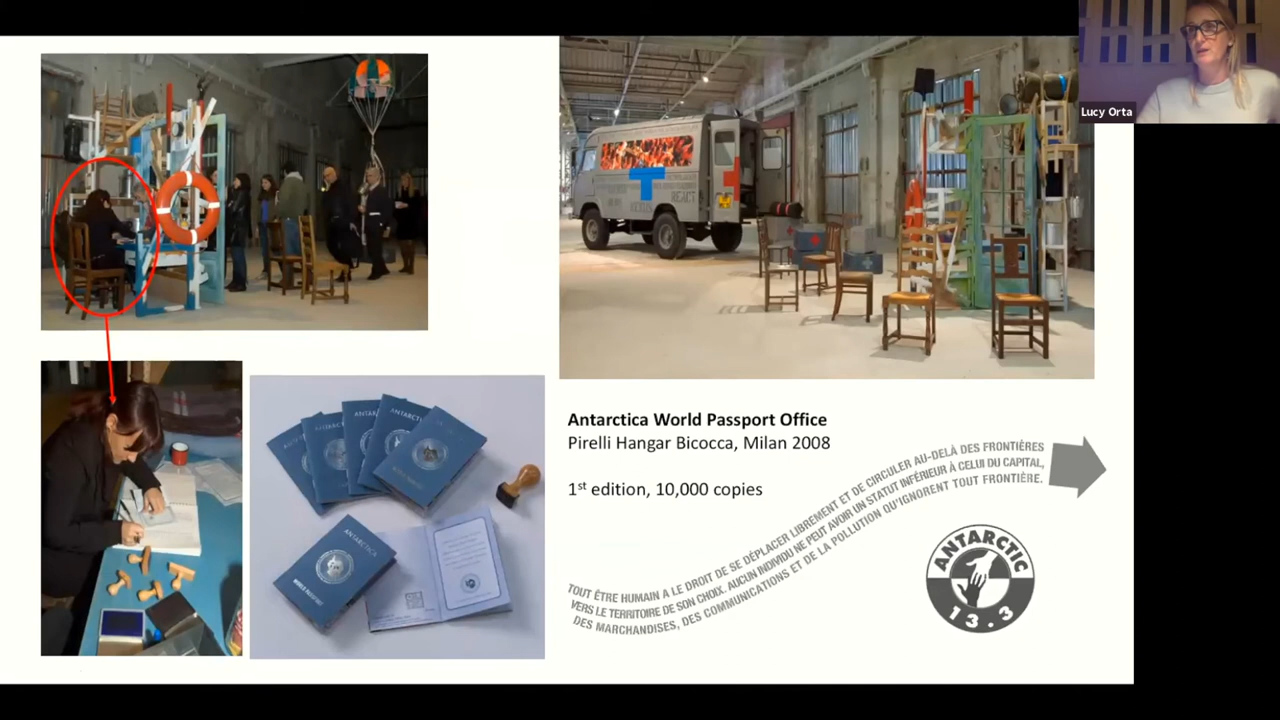 Lucy Orta
REACT
ANTARCTICA
WORLD PASSPORT
Antarctica World Passport Office
Pirelli Hangar Bicocca, Milan 2008
1st edition, 10,000 copies
TOUT ÊTRE HUMAIN A LE DROIT DE SE DÉPLACER LIBREMENT ET DE CIRCULER AU-DELÀ DES FRONTIÈRES
VERS LE TERRITOIRE DE SON CHOIX. AUCUN INDIVIDU NE PEUT AVOIR UN STATUT INFÉRIEUR À CELUI DU CAPITAL,
DES MARCHANDISES, DES COMMUNICATIONS ET DE LA POLLUTION QU'IGNORENT TOUT FRONTIÈRE.
ANTARCTIC
13.3